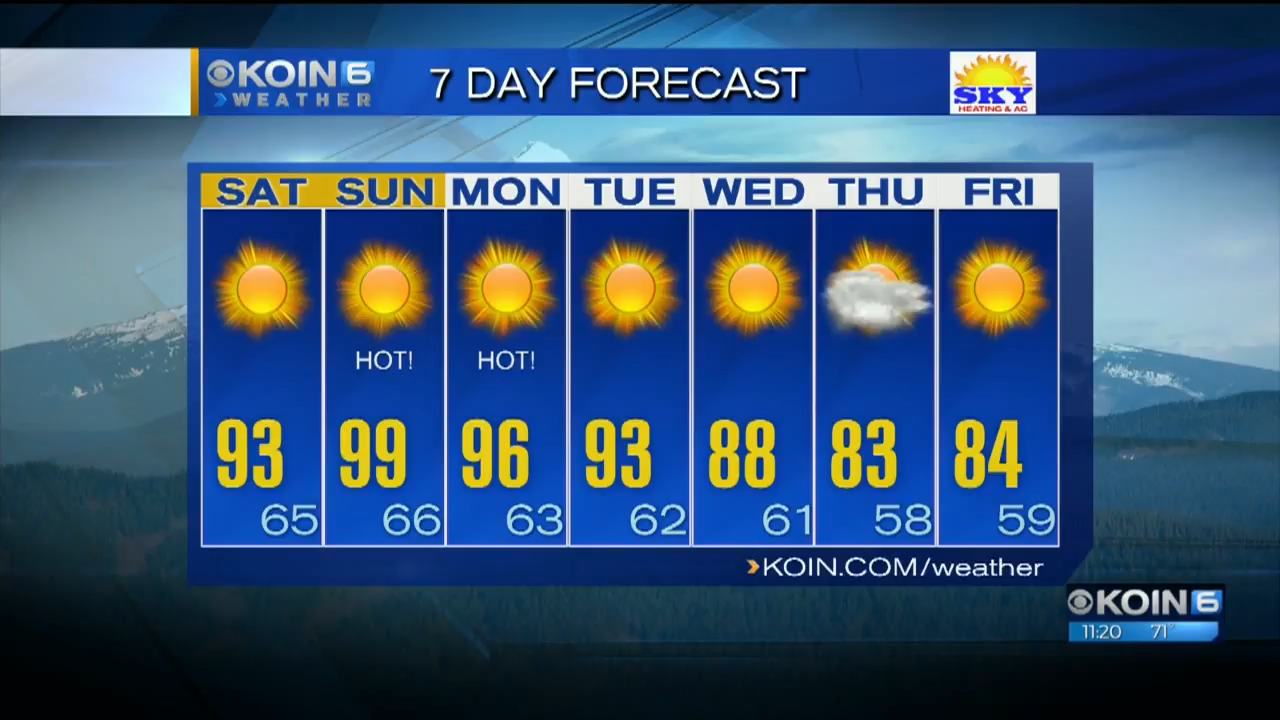 KOIN 6
WEATHER
7 DAY FORECAST
SKY
HEATING & AC
SAT SUN MON TUE WED THU FRI
HOT! HOT!
93 99 96 93 88 83 84
65 66 63 62 61 58 59
KOIN.COM/weather
KOIN 6
11:20 71°